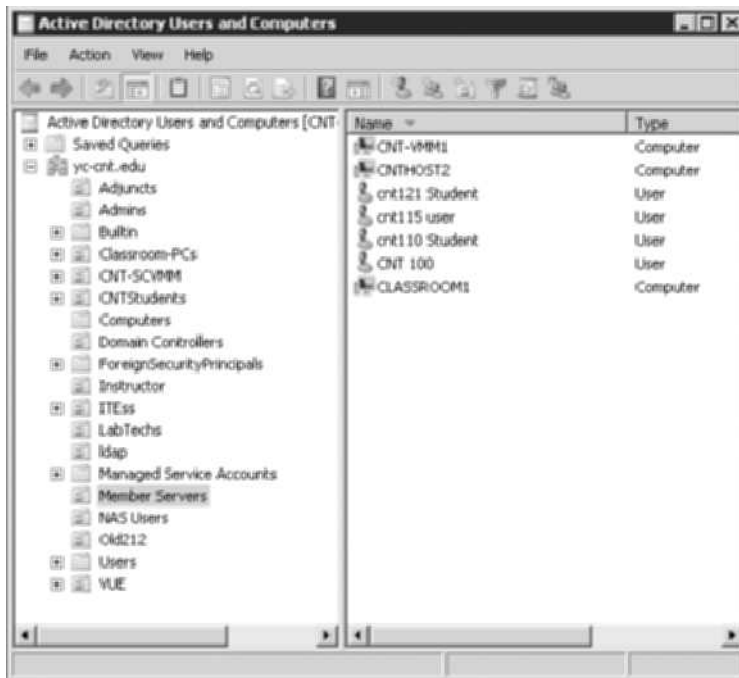 Active Directory Users and Computers
File Action View Help
Active Directory Users and Computers [CNT-
Saved Queries
yc-cnt.edu
Adjuncts
Admins
Builtin
Classroom-PCs
CNT-SCVMM
CNTStudents
Computers
Domain Controllers
ForeignSecurityPrincipals
Instructor
ITEss
LabTechs
ldap
Managed Service Accounts
Member Servers
NAS Users
Old212
Users
VUE
Name Type
CNT-VMM1 Computer
CNTHOST2 Computer
cnt121 Student User
cnt115 user User
cnt110 Student User
CNT 100 User
CLASSROOM1 Computer